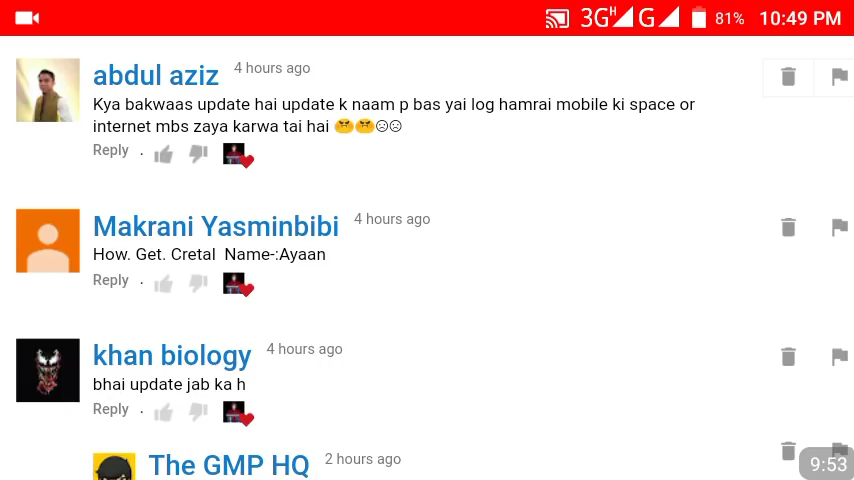 3G H G 81% 10:49 PM
abdul aziz 4 hours ago
Kya bakwaas update hai update k naam p bas yai log hamrai mobile ki space or
internet mbs zaya karwa tai hai 😠😠☹☹
Reply .
Makrani Yasminbibi 4 hours ago
How. Get. Cretal  Name-:Ayaan
Reply .
khan biology 4 hours ago
bhai update jab ka h
Reply .
The GMP HQ 2 hours ago
9:53